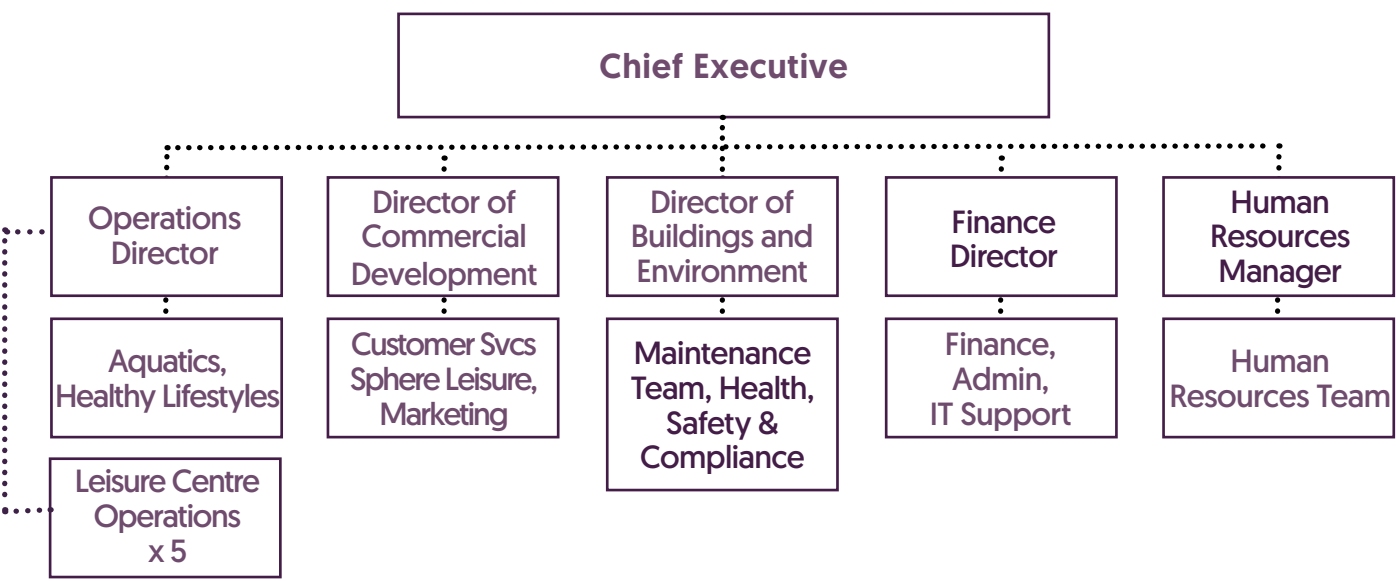 Chief Executive
Operations
Director
Director of
Commercial
Development
Director of
Buildings and
Environment
Finance
Director
Human
Resources
Manager
Aquatics,
Healthy Lifestyles
Customer Svcs
Sphere Leisure,
Marketing
Maintenance
Team, Health,
Safety &
Compliance
Finance,
Admin,
IT Support
Human
Resources Team
Leisure Centre
Operations
x 5